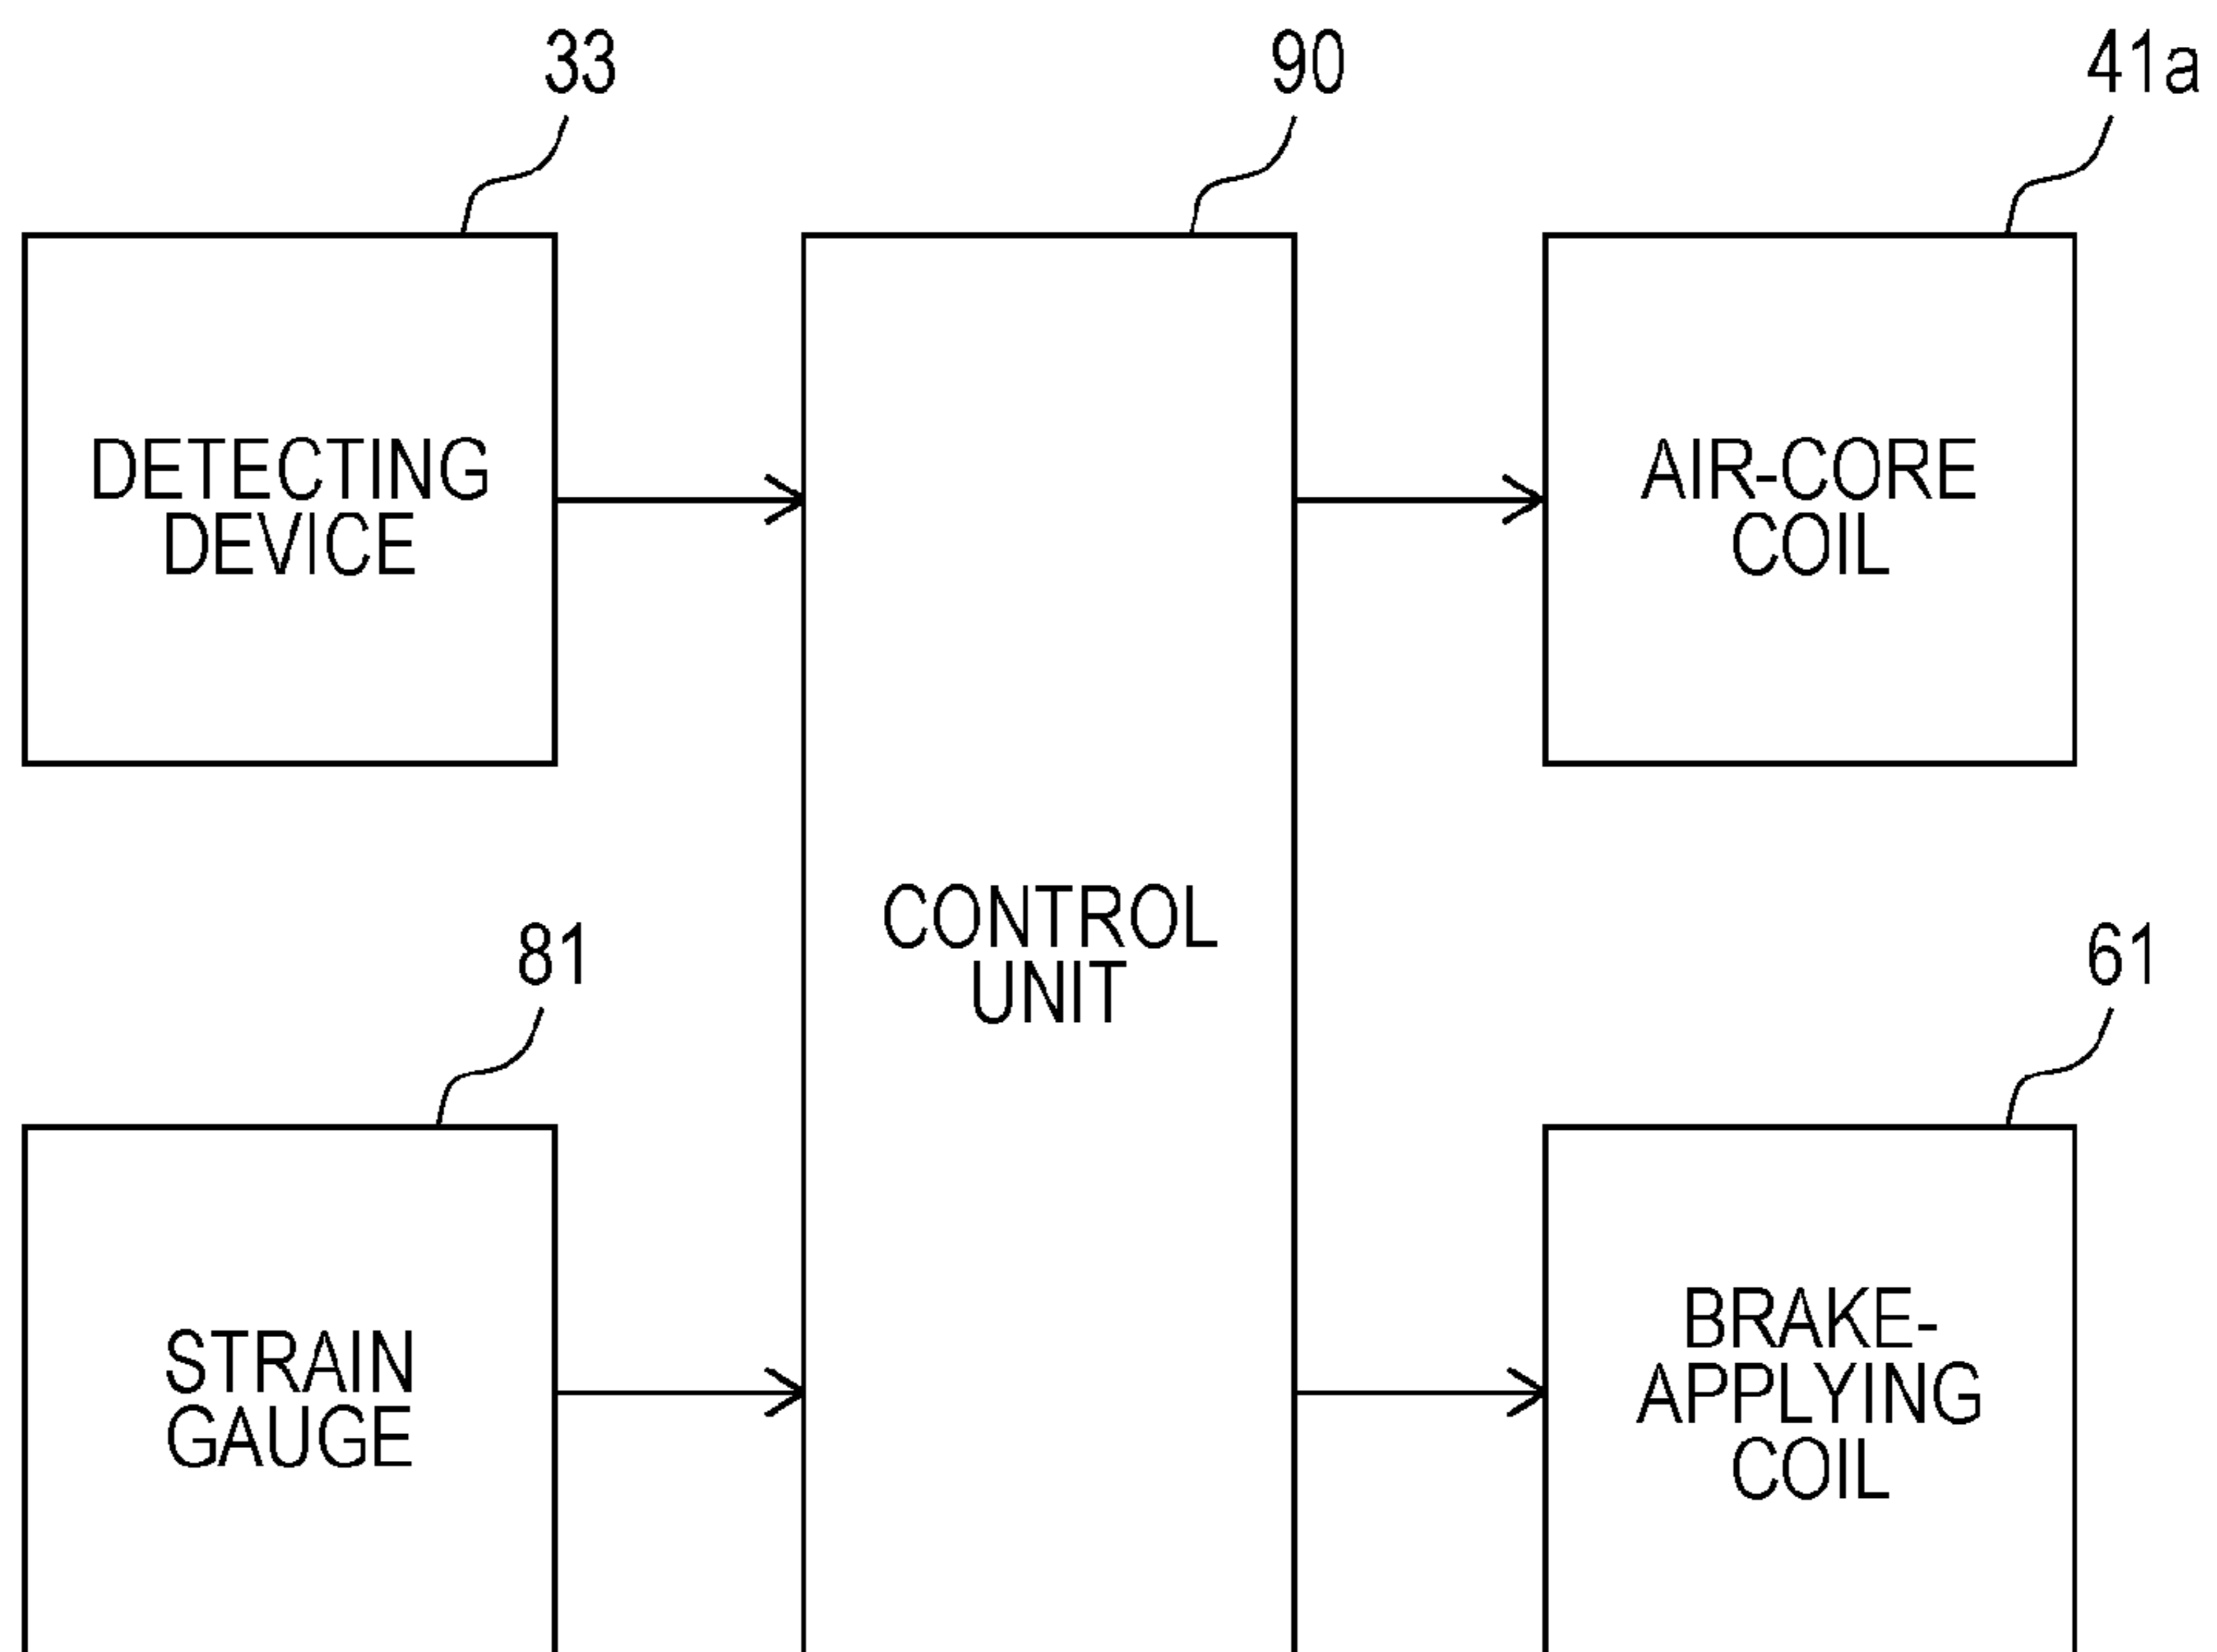 33
90
41a
DETECTING
DEVICE
AIR-CORE
COIL
CONTROL
UNIT
81
61
STRAIN
GAUGE
BRAKE-
APPLYING
COIL